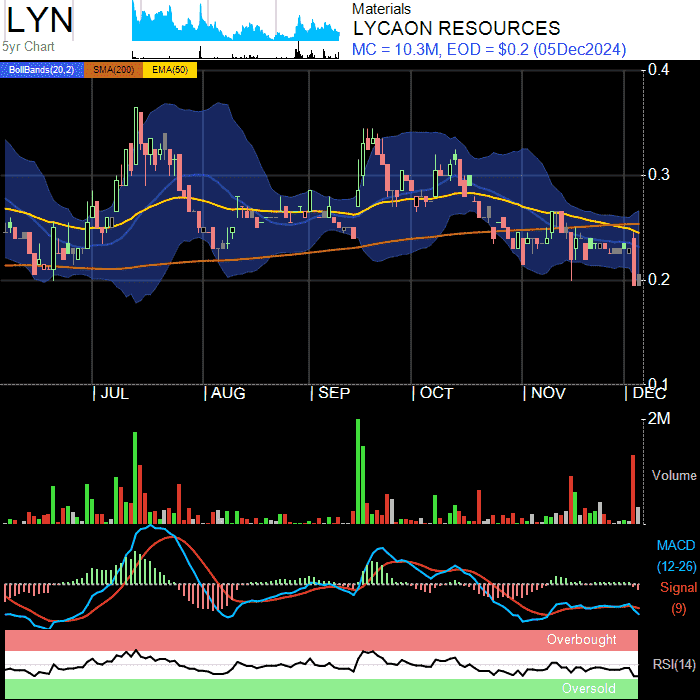 LYN
5yr Chart
Materials
LYCAON RESOURCES
MC = 10.3M, EOD = $0.2 (05Dec2024)
BollBands(20,2) SMA(200) EMA(50)
0.4
0.3
0.2
0.1
JUL AUG SEP OCT NOV DEC
2M
Volume
MACD
(12-26)
Signal
(9)
Overbought
RSI(14)
Oversold